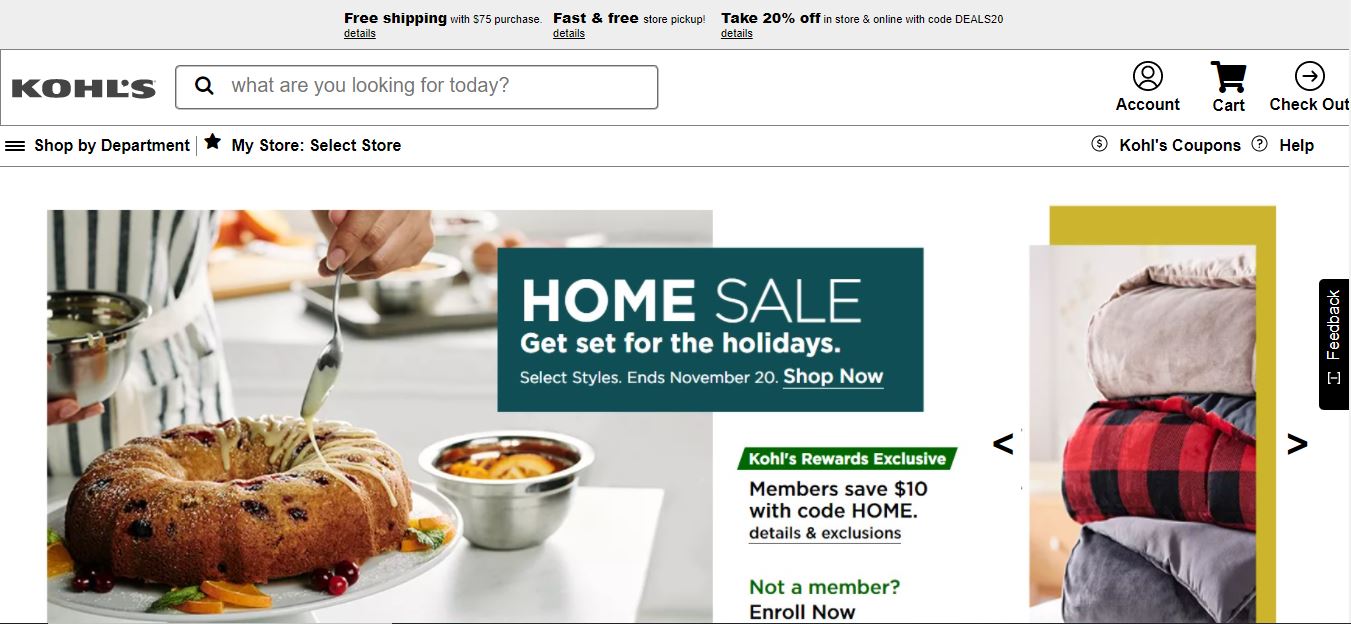 Free shipping with $75 purchase. Fast & free store pickup! Take 20% off in store & online with code DEALS20
details details details
KOHL'S what are you looking for today?
Account Cart Check Out
Shop by Department My Store: Select Store Kohl's Coupons Help
HOME SALE
Get set for the holidays.
Select Styles. Ends November 20. Shop Now
[-] Feedback
< >
Kohl's Rewards Exclusive
Members save $10
with code HOME.
details & exclusions
Not a member?
Enroll Now